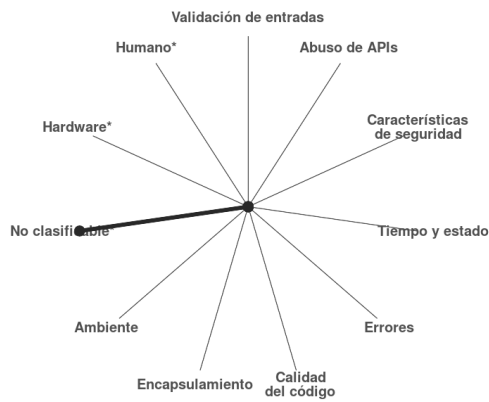 Validación de entradas
Humano*
Abuso de APIs
Hardware*
Características
de seguridad
No clasificable*
Tiempo y estado
Ambiente
Errores
Encapsulamiento
Calidad
del código